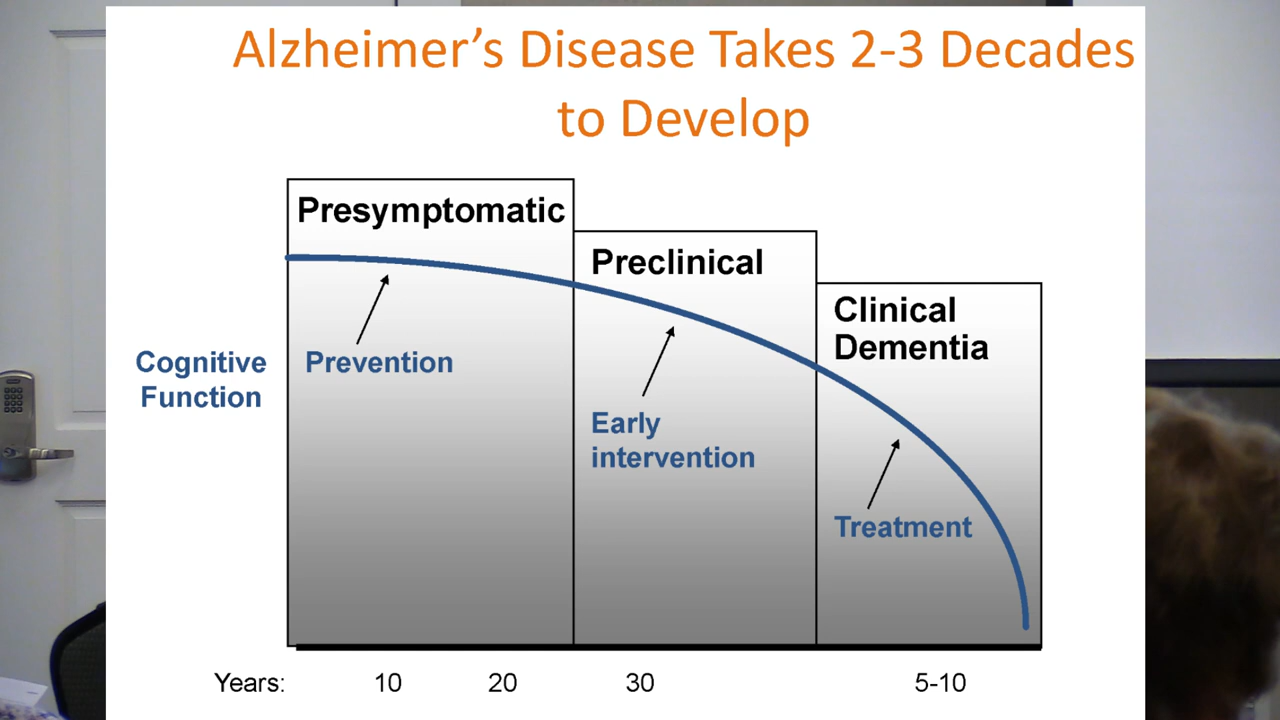 Alzheimer’s Disease Takes 2-3 Decades
to Develop
Presymptomatic
Preclinical
Clinical
Dementia
Cognitive
Function
Prevention
Early
intervention
Treatment
Years: 10 20 30 5-10